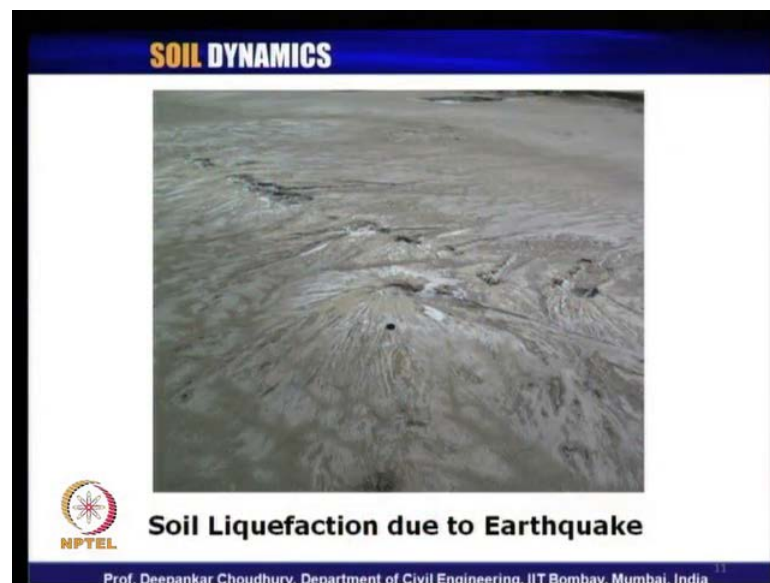 SOIL DYNAMICS
NPTEL
Soil Liquefaction due to Earthquake
11
Prof. Deepankar Choudhury, Department of Civil Engineering, IIT Bombay, Mumbai, India